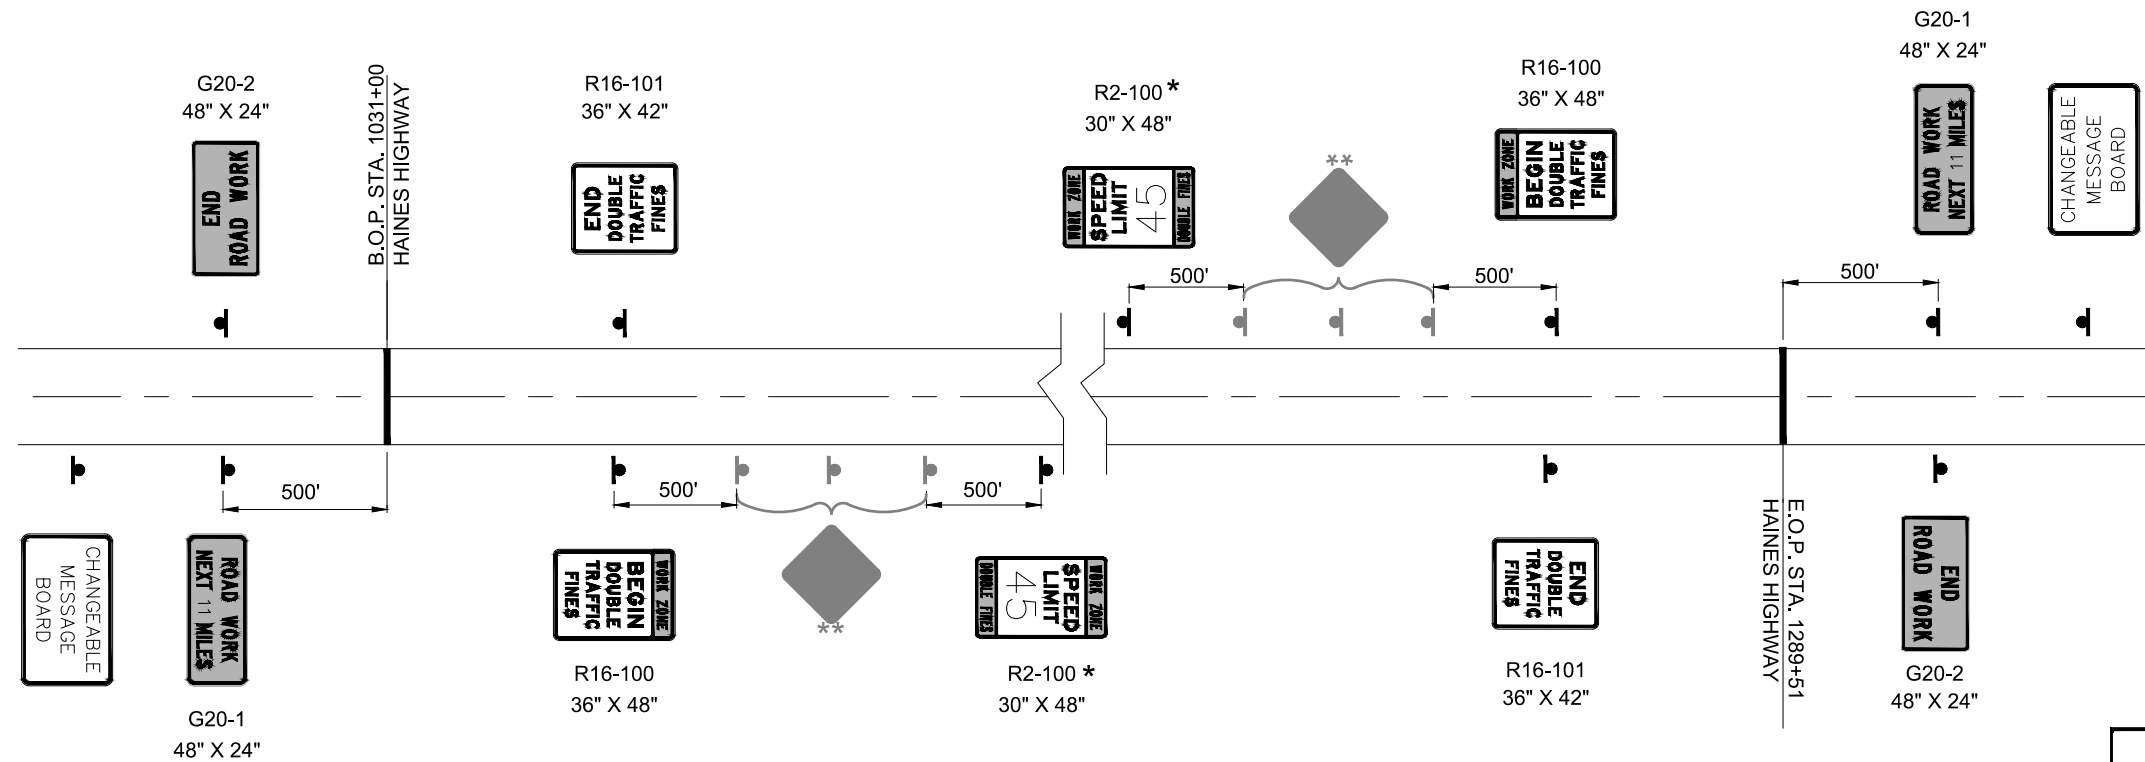 G20-2
48" X 24"
END
ROAD WORK
B.O.P. STA. 1031+00
HAINES HIGHWAY
R16-101
36" X 42"
END
DOUBLE
TRAFFIC
FINES
R2-100 *
30" X 48"
WORK ZONE
SPEED
LIMIT
45
DOUBLE FINES
**
R16-100
36" X 48"
WORK ZONE
BEGIN
DOUBLE
TRAFFIC
FINES
G20-1
48" X 24"
ROAD WORK
NEXT 11 MILES
CHANGEABLE
MESSAGE
BOARD
500'
500'
500'
500'
500'
500'
CHANGEABLE
MESSAGE
BOARD
ROAD WORK
NEXT 11 MILES
G20-1
48" X 24"
WORK ZONE
BEGIN
DOUBLE
TRAFFIC
FINES
R16-100
36" X 48"
**
WORK ZONE
SPEED
LIMIT
45
DOUBLE FINES
R2-100 *
30" X 48"
END
DOUBLE
TRAFFIC
FINES
R16-101
36" X 42"
E.O.P. STA. 1289+51
HAINES HIGHWAY
END
ROAD WORK
G20-2
48" X 24"